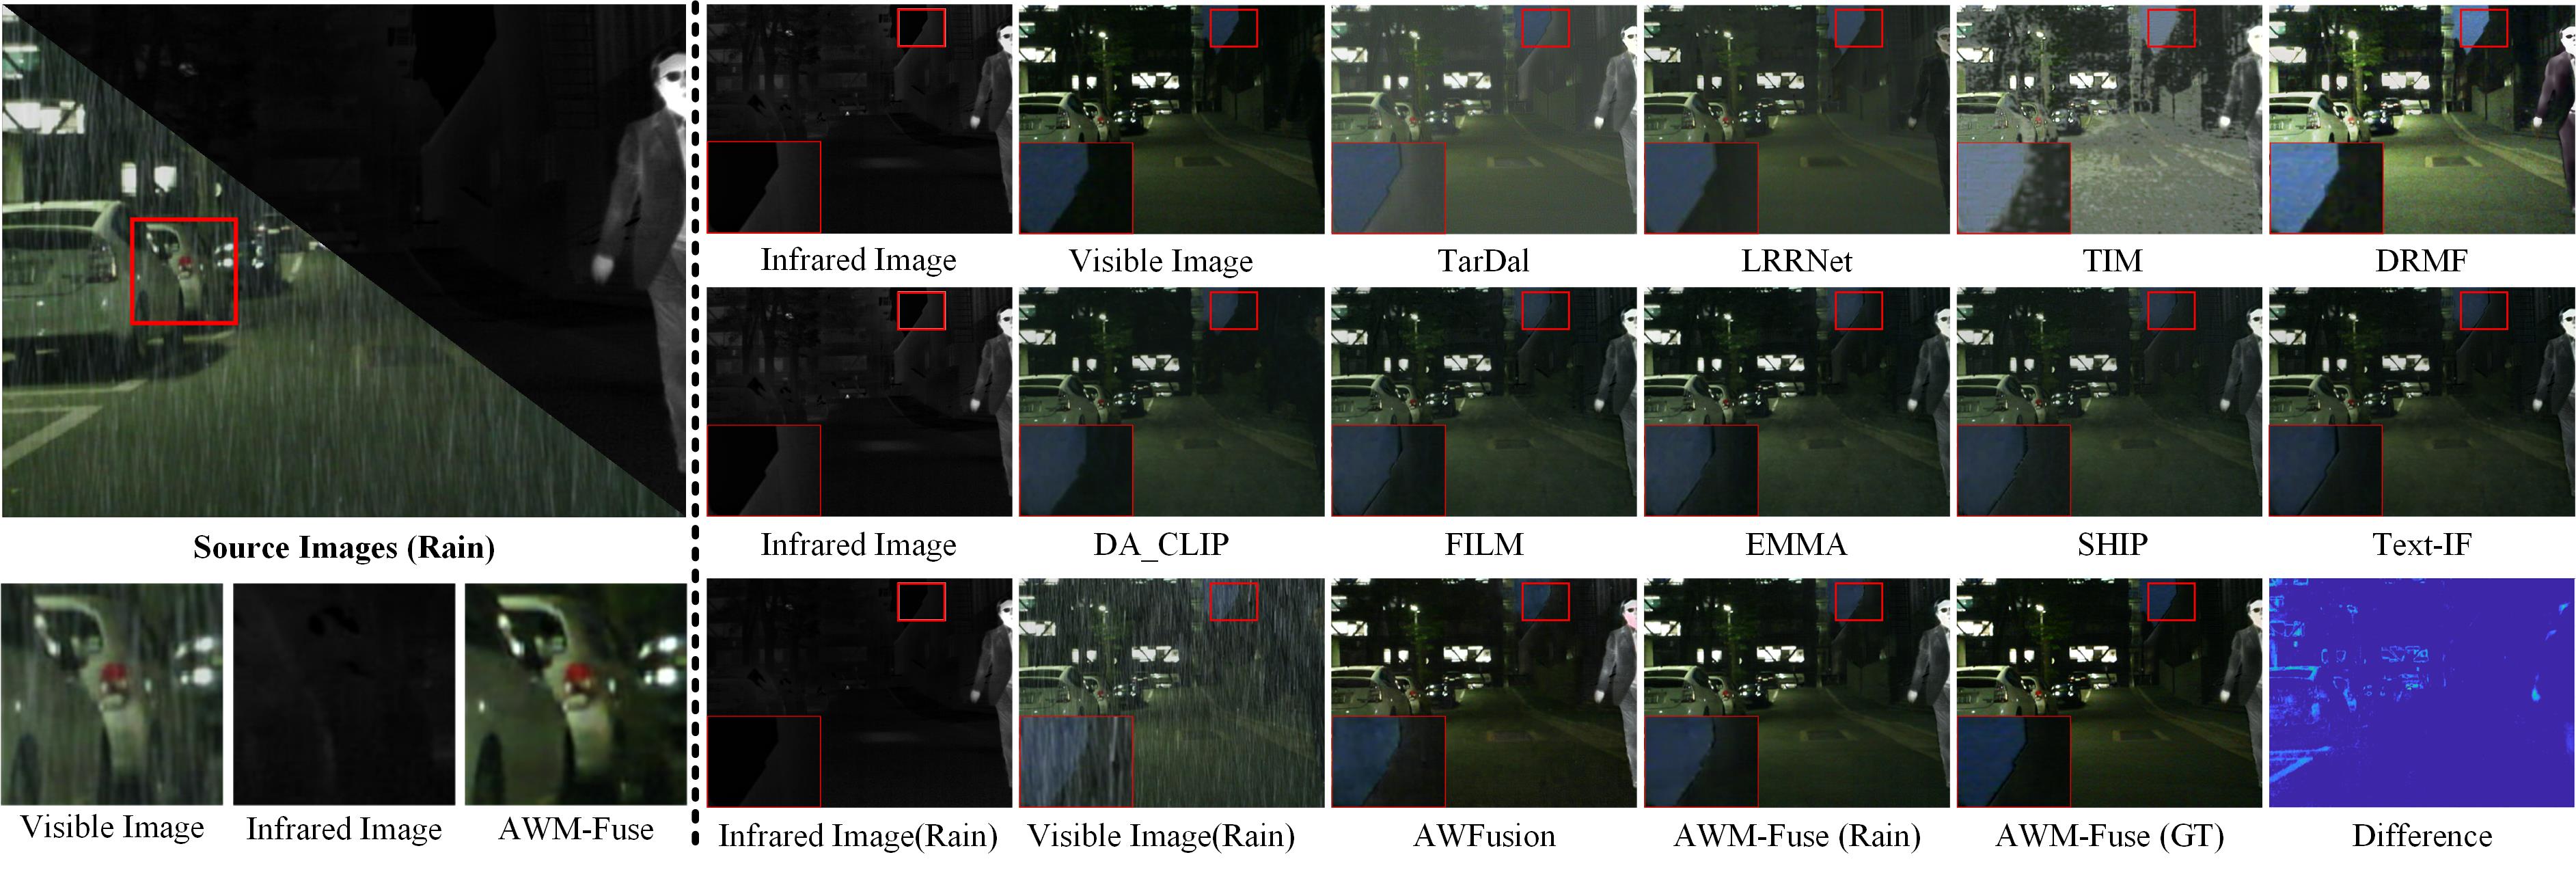 Infrared Image Visible Image TarDal LRRNet TIM DRMF
Infrared Image DA_CLIP FILM EMMA SHIP Text-IF
Source Images (Rain)
Visible Image Infrared Image AWM-Fuse
Infrared Image(Rain) Visible Image(Rain) AWFusion AWM-Fuse (Rain) AWM-Fuse (GT) Difference